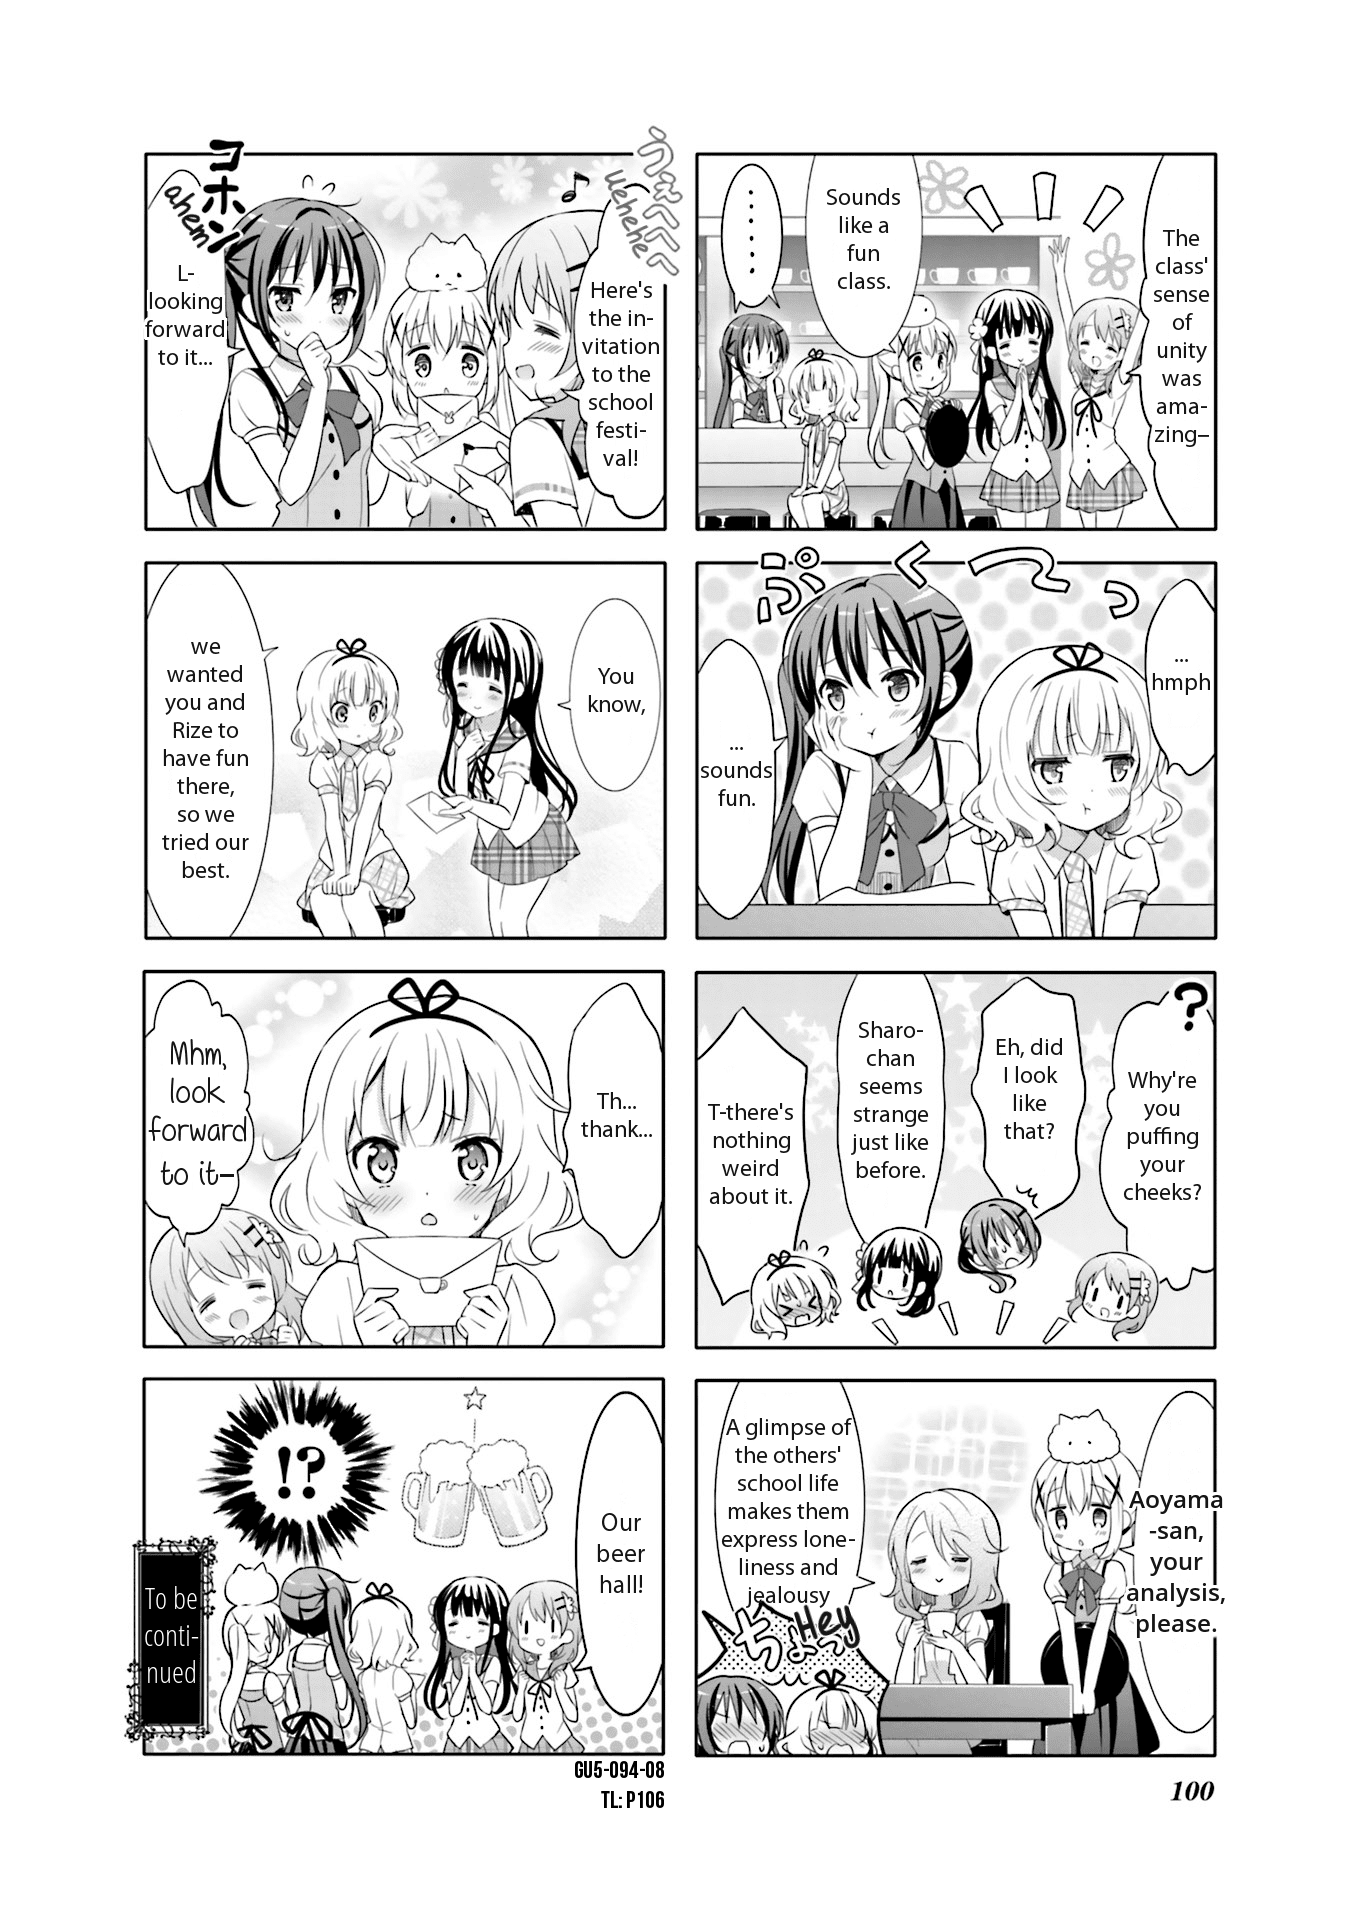 The
class'
sense
of
unity
was
ama-
zing–
Sounds
like a
fun
class.
........
ぷくーっ
...
hmph
...
sounds
fun.
?
Why're
you
puffing
your
cheeks?
Eh, did
I look
like
that?
Sharo-
chan
seems
strange
just like
before.
T-there's
nothing
weird
about it.
Aoyama
-san,
your
analysis,
please.
A glimpse of
the others'
school life
makes them
express lone-
liness and
jealousy
ちょっ
Hey
うぇへへへ
uehehe
Here's
the in-
vitation
to the
school
festi-
val!
コホン
ahem
L-
looking
forward
to it...
You
know,
we
wanted
you and
Rize to
have fun
there,
so we
tried our
best.
Th...
thank...
Mhm,
look
forward
to it–
Our
beer
hall!
!?
To be
conti-
nued
GU5-094-08
TL: P106
100